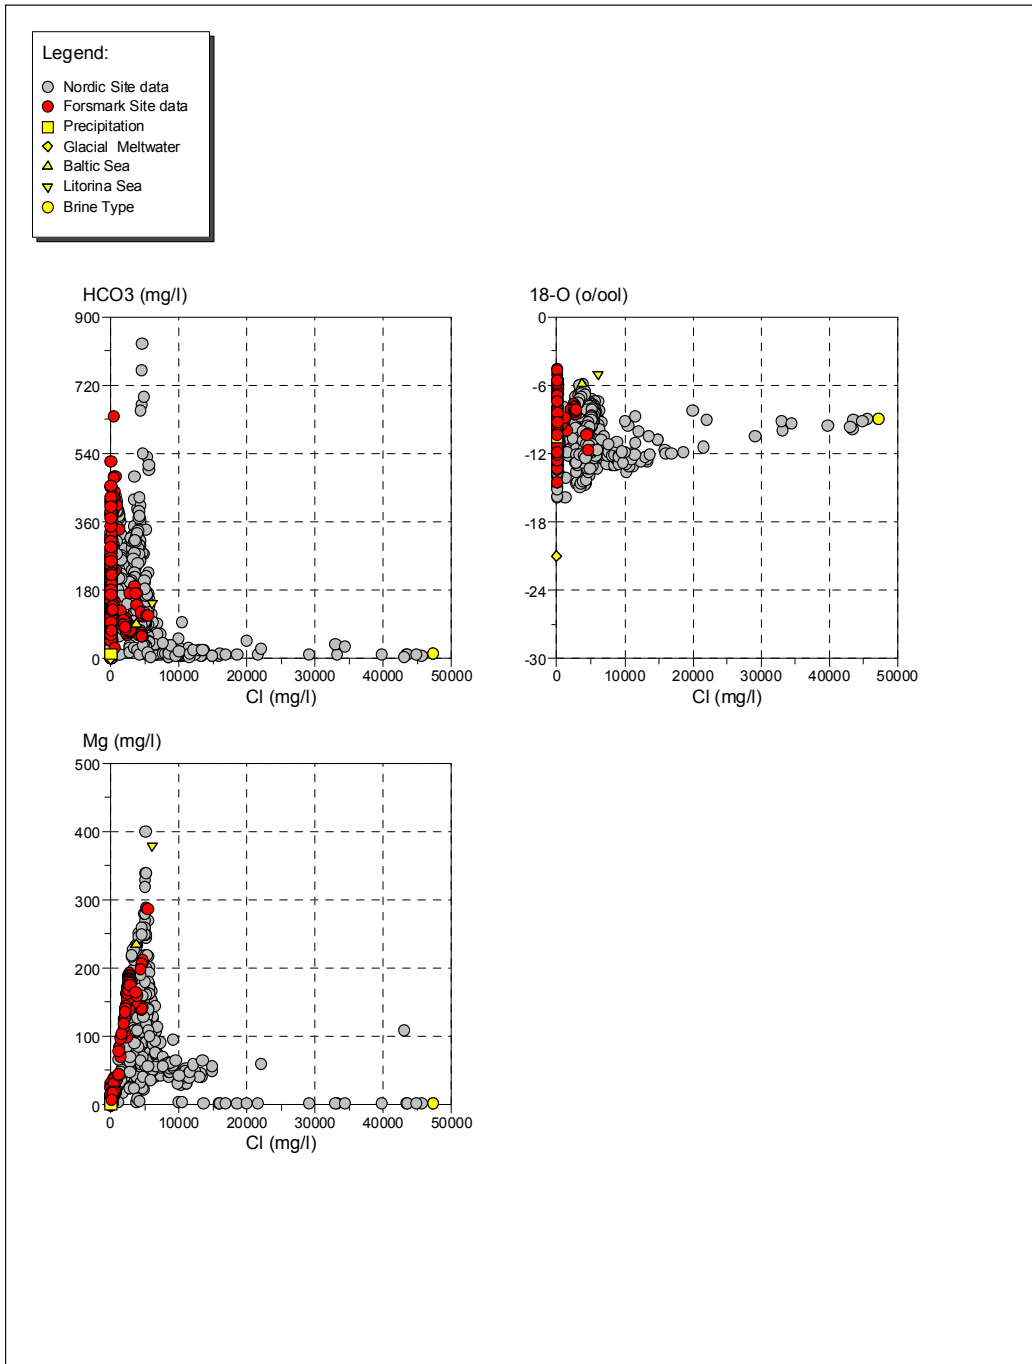 Legend:
Nordic Site data
Forsmark Site data
Precipitation
Glacial Meltwater
Baltic Sea
Litorina Sea
Brine Type
HCO3 (mg/l)
900
720
540
360
180
0
0 10000 20000 30000 40000 50000
Cl (mg/l)
18-O (o/ool)
0
-6
-12
-18
-24
-30
0 10000 20000 30000 40000 50000
Cl (mg/l)
Mg (mg/l)
500
400
300
200
100
0
0 10000 20000 30000 40000 50000
Cl (mg/l)